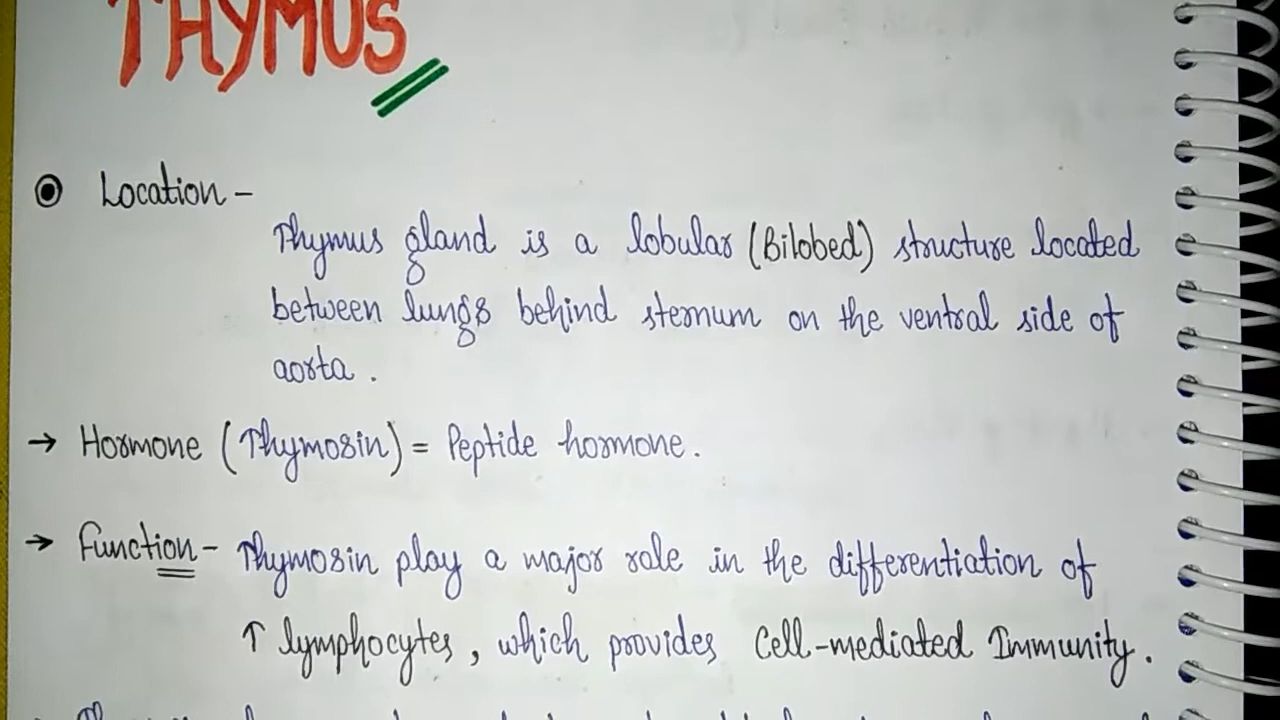 THYMUS
Location -
Thymus gland is a lobular (Bilobed) structure located
between lungs behind sternum on the ventral side of
aorta .
→ Hormone (Thymosin) = Peptide hormone .
→ Function - Thymosin play a major role in the differentiation of
T lymphocytes , which provides Cell-mediated Immunity .